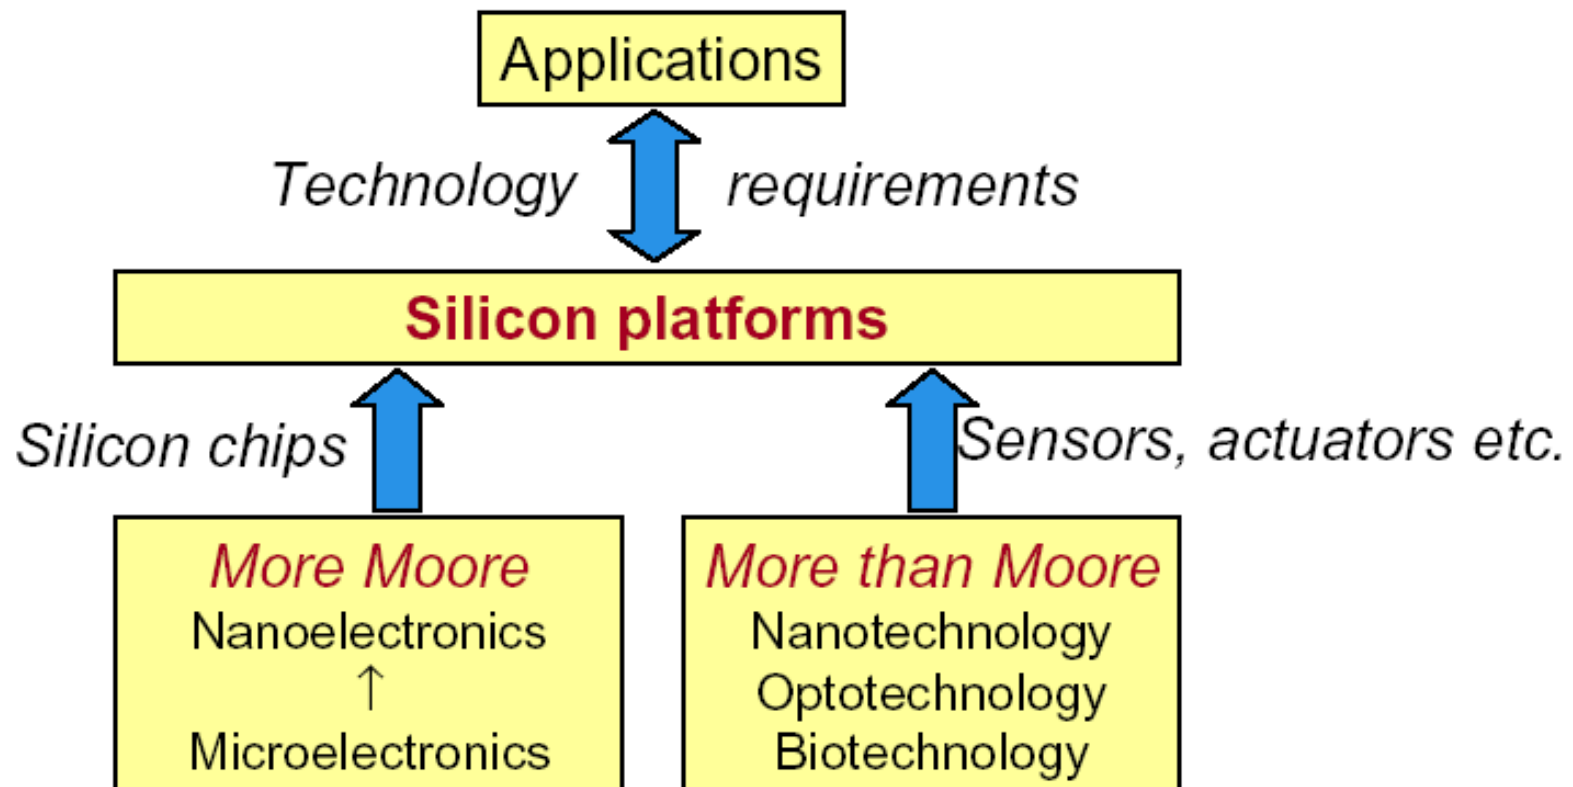 Applications
Technology requirements
Silicon platforms
Silicon chips
Sensors, actuators etc.
More Moore
Nanoelectronics
↑
Microelectronics
More than Moore
Nanotechnology
Optotechnology
Biotechnology